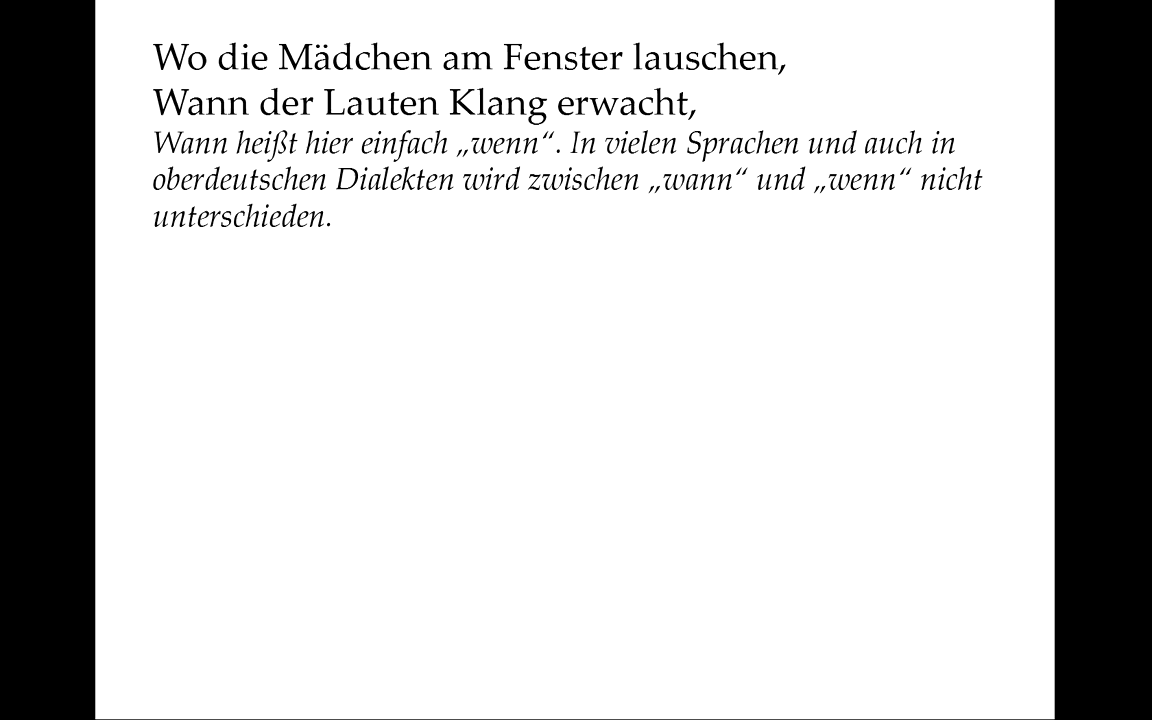 Wo die Mädchen am Fenster lauschen,
Wann der Lauten Klang erwacht,
Wann heißt hier einfach „wenn“. In vielen Sprachen und auch in
oberdeutschen Dialekten wird zwischen „wann“ und „wenn“ nicht
unterschieden.